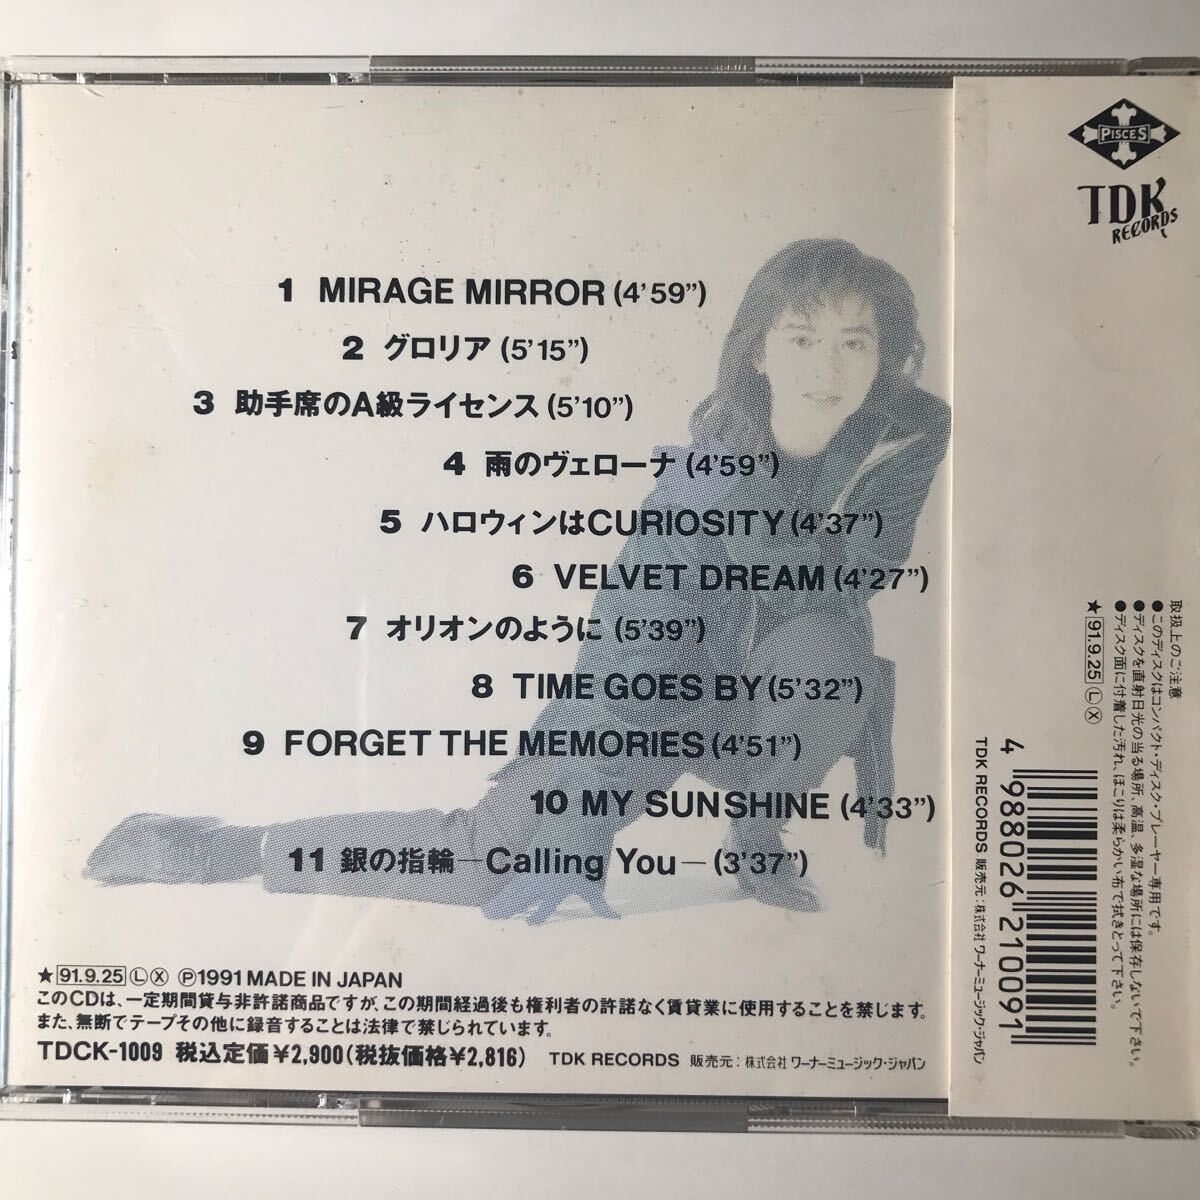 1 MIRAGE MIRROR (4'59")
2 グロリア (5'15")
3 助手席のA級ライセンス (5'10")
4 雨のヴェローナ (4'59")
5 ハロウィンはCURIOSITY (4'37")
6 VELVET DREAM (4'27")
7 オリオンのように (5'39")
8 TIME GOES BY (5'32")
9 FORGET THE MEMORIES (4'51")
10 MY SUNSHINE (4'33")
11 銀の指輪—Calling You— (3'37")
★91.9.25ⓁⓍ Ⓟ1991 MADE IN JAPAN
このCDは、一定期間貸与非許諾商品ですが、この期間経過後も権利者の許諾なく賃貸業に使用することを禁じます。
また、無断でテープその他に録音することは法律で禁じられています。
TDCK-1009 税込定価¥2,900(税抜価格¥2,816) TDK RECORDS 販売元:株式会社 ワーナーミュージック・ジャパン
PISCES
TDK
RECORDS
取扱上のご注意
●このディスクはコンパクト・ディスク・プレーヤー専用です。
●ディスクを直射日光の当る場所、高温、多湿な場所には保存しないで下さい。
●ディスク面に付着した汚れ、ほこりは柔らかい布で拭きとって下さい。
★91.9.25ⓁⓍ
4 988026 210091
TDK RECORDS 販売元:株式会社 ワーナーミュージック・ジャパン